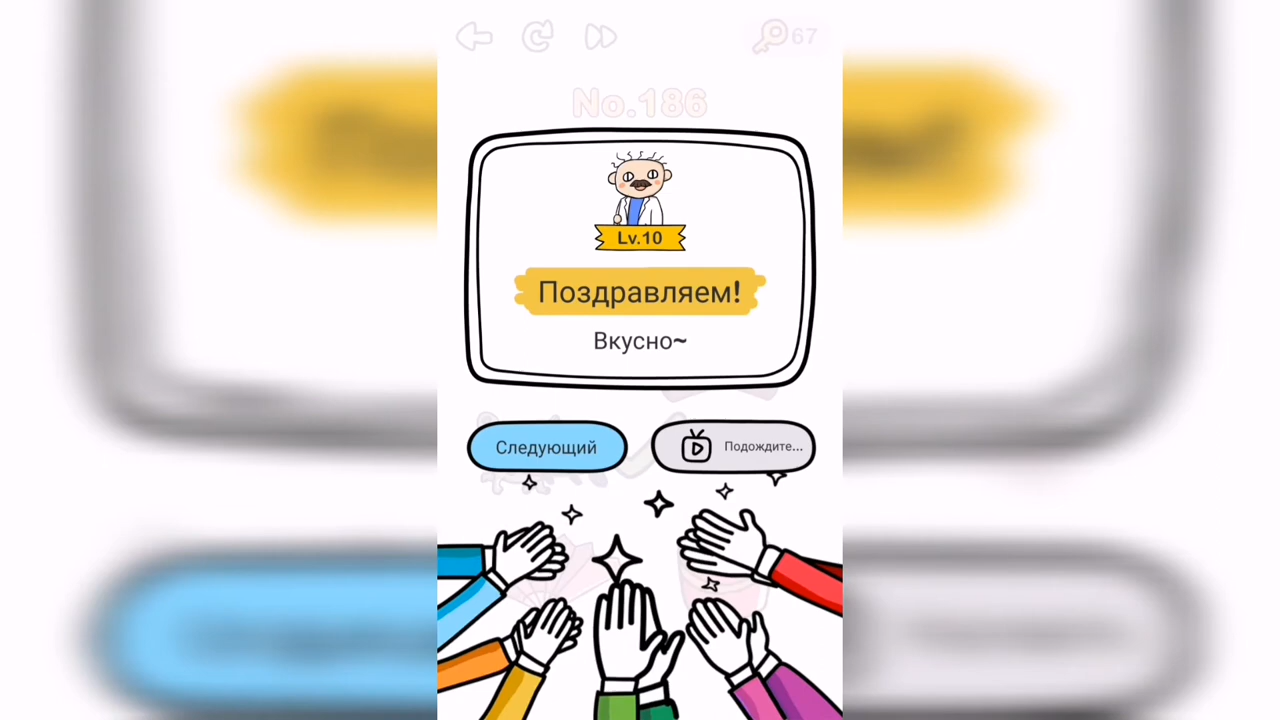 67
No.186
Lv.10
Поздравляем!
Вкусно~
Следующий
Подождите...